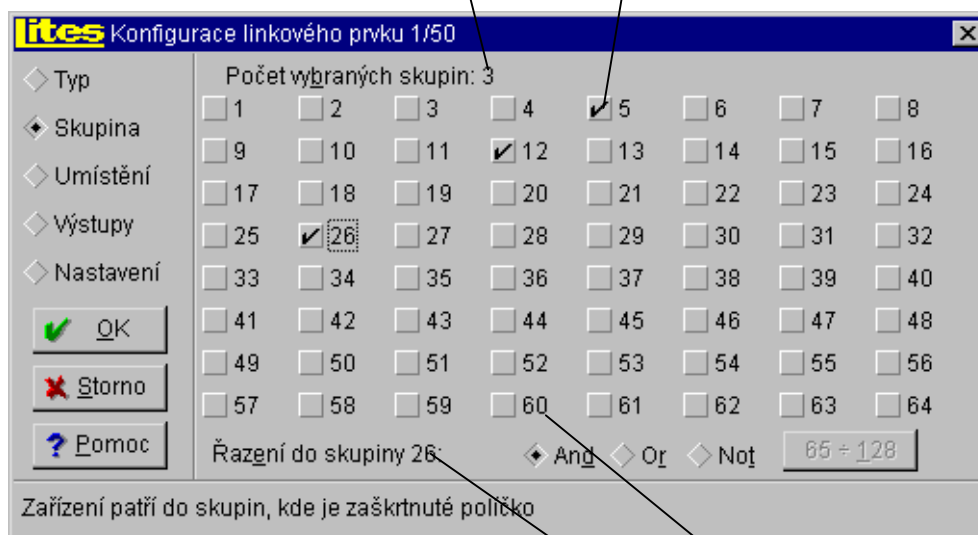 lites Konfigurace linkového prvku 1/50
Typ
Skupina
Umístění
Výstupy
Nastavení
OK
Storno
Pomoc
Počet vybraných skupin: 3
1 2 3 4 5 6 7 8
9 10 11 12 13 14 15 16
17 18 19 20 21 22 23 24
25 26 27 28 29 30 31 32
33 34 35 36 37 38 39 40
41 42 43 44 45 46 47 48
49 50 51 52 53 54 55 56
57 58 59 60 61 62 63 64
Řazení do skupiny 26: And Or Not 65 ÷ 128
Zařízení patří do skupin, kde je zaškrtnuté políčko